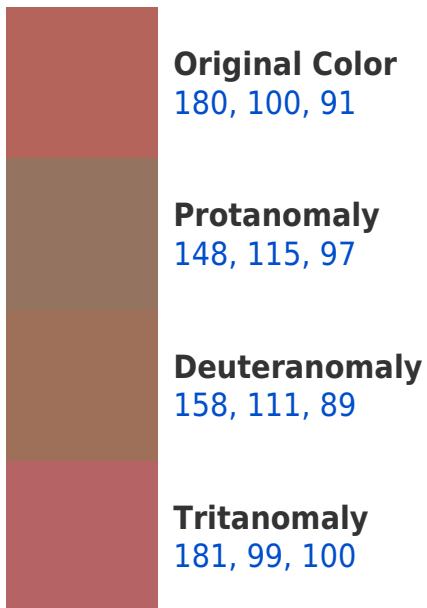 Original Color
180, 100, 91
Protanomaly
148, 115, 97
Deuteranomaly
158, 111, 89
Tritanomaly
181, 99, 100